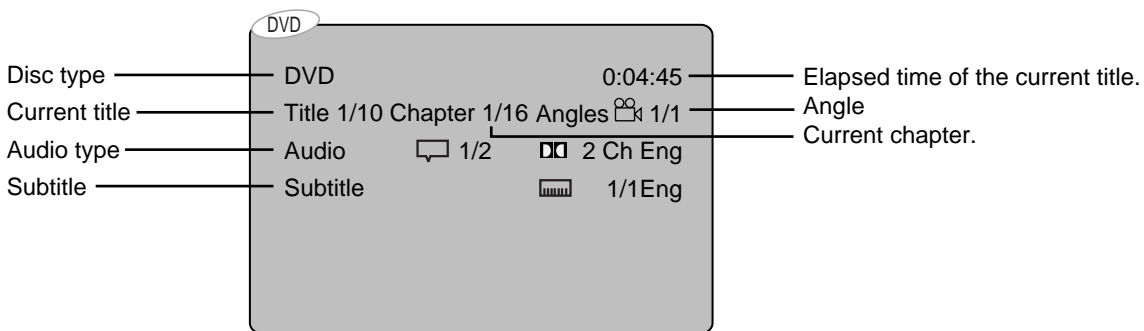 DVD
Disc type DVD 0:04:45 Elapsed time of the current title.
Current title Title 1/10 Chapter 1/16 Angles 1/1 Angle
Current chapter.
Audio type Audio 1/2 2 Ch Eng
Subtitle Subtitle 1/1Eng